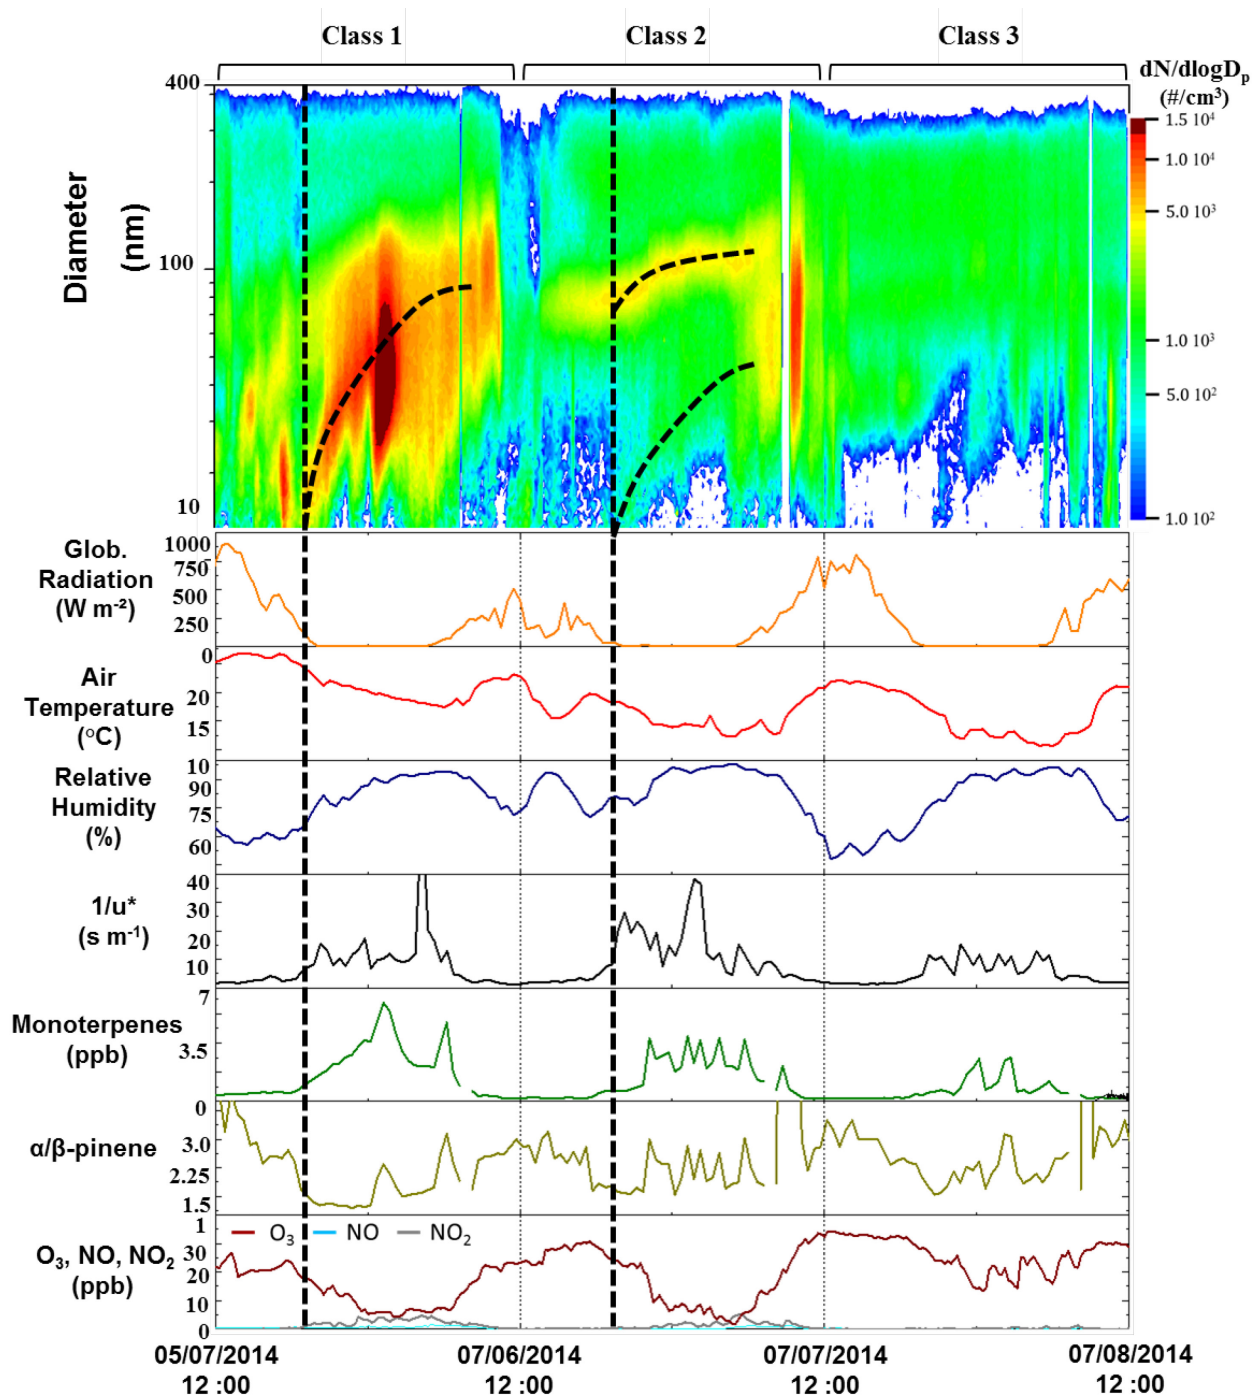 Class 1
Class 2
Class 3
dN/dlogDp
(#/cm³)
400
100
10
Diameter
(nm)
1.5 10⁴
1.0 10⁴
5.0 10³
1.0 10³
5.0 10²
1.0 10²
Glob.
Radiation
(W m⁻²)
1000
750
500
250
0
Air
Temperature
(°C)
20
15
10
Relative
Humidity
(%)
90
75
60
0
1/u*
(s m⁻¹)
40
30
20
10
7
Monoterpenes
(ppb)
3.5
0
α/β-pinene
3.0
2.25
1.5
1
O₃ NO NO₂
O₃, NO, NO₂
(ppb)
30
20
10
0
05/07/2014
12 :00
07/06/2014
12 :00
07/07/2014
12 :00
07/08/2014
12 :00